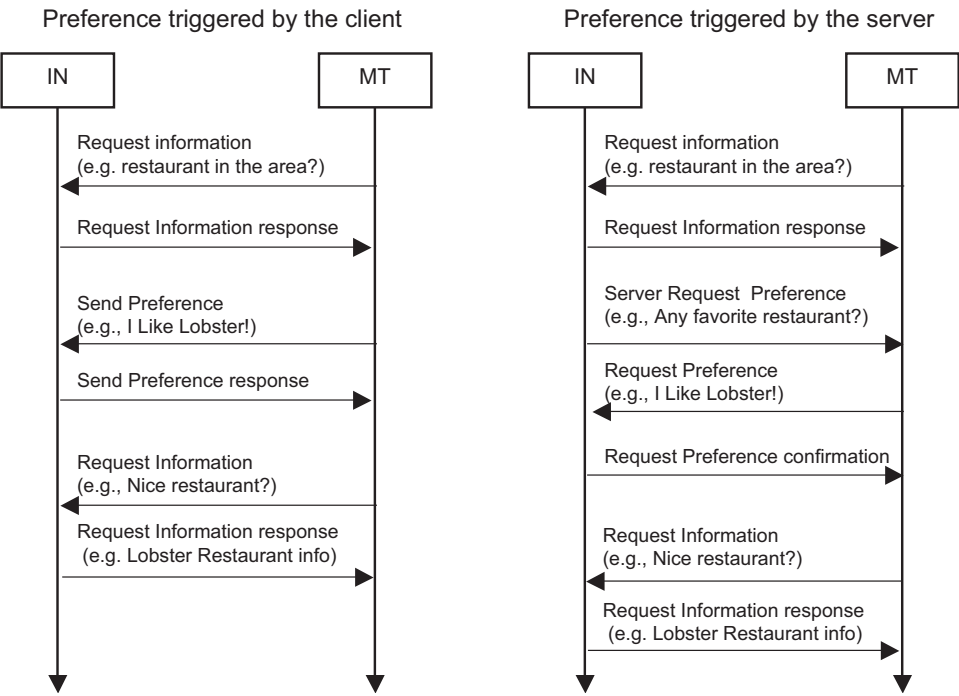 Preference triggered by the client
IN
MT
Request information
(e.g. restaurant in the area?)
Request Information response
Send Preference
(e.g., I Like Lobster!)
Send Preference response
Request Information
(e.g., Nice restaurant?)
Request Information response
(e.g. Lobster Restaurant info)
Preference triggered by the server
IN
MT
Request information
(e.g. restaurant in the area?)
Request Information response
Server Request Preference
(e.g., Any favorite restaurant?)
Request Preference
(e.g., I Like Lobster!)
Request Preference confirmation
Request Information
(e.g., Nice restaurant?)
Request Information response
(e.g. Lobster Restaurant info)